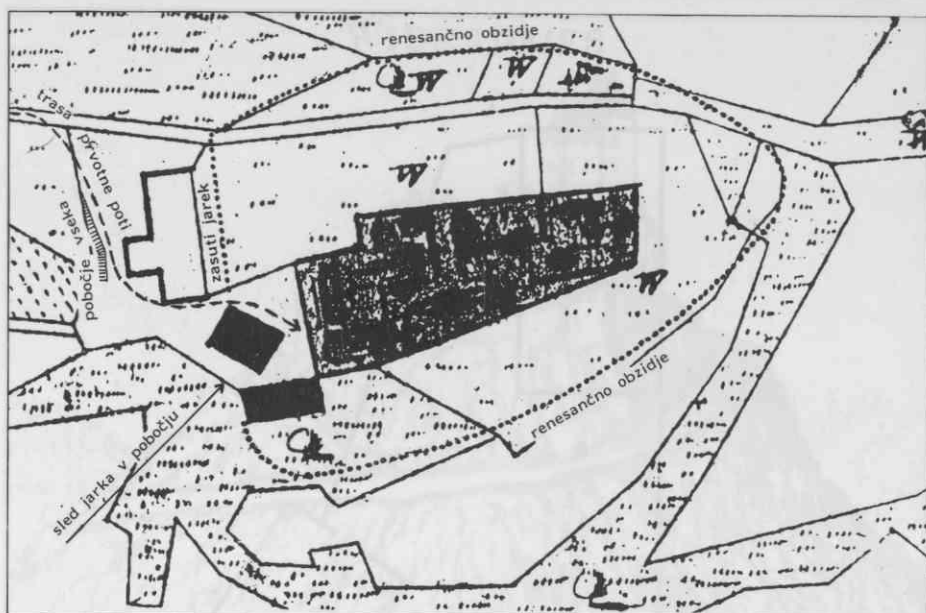 renesančno obzidje
trasa prvotne poti
pobočje vseka
zasuti jarek
renesančno obzidje
sled jarka v pobočju